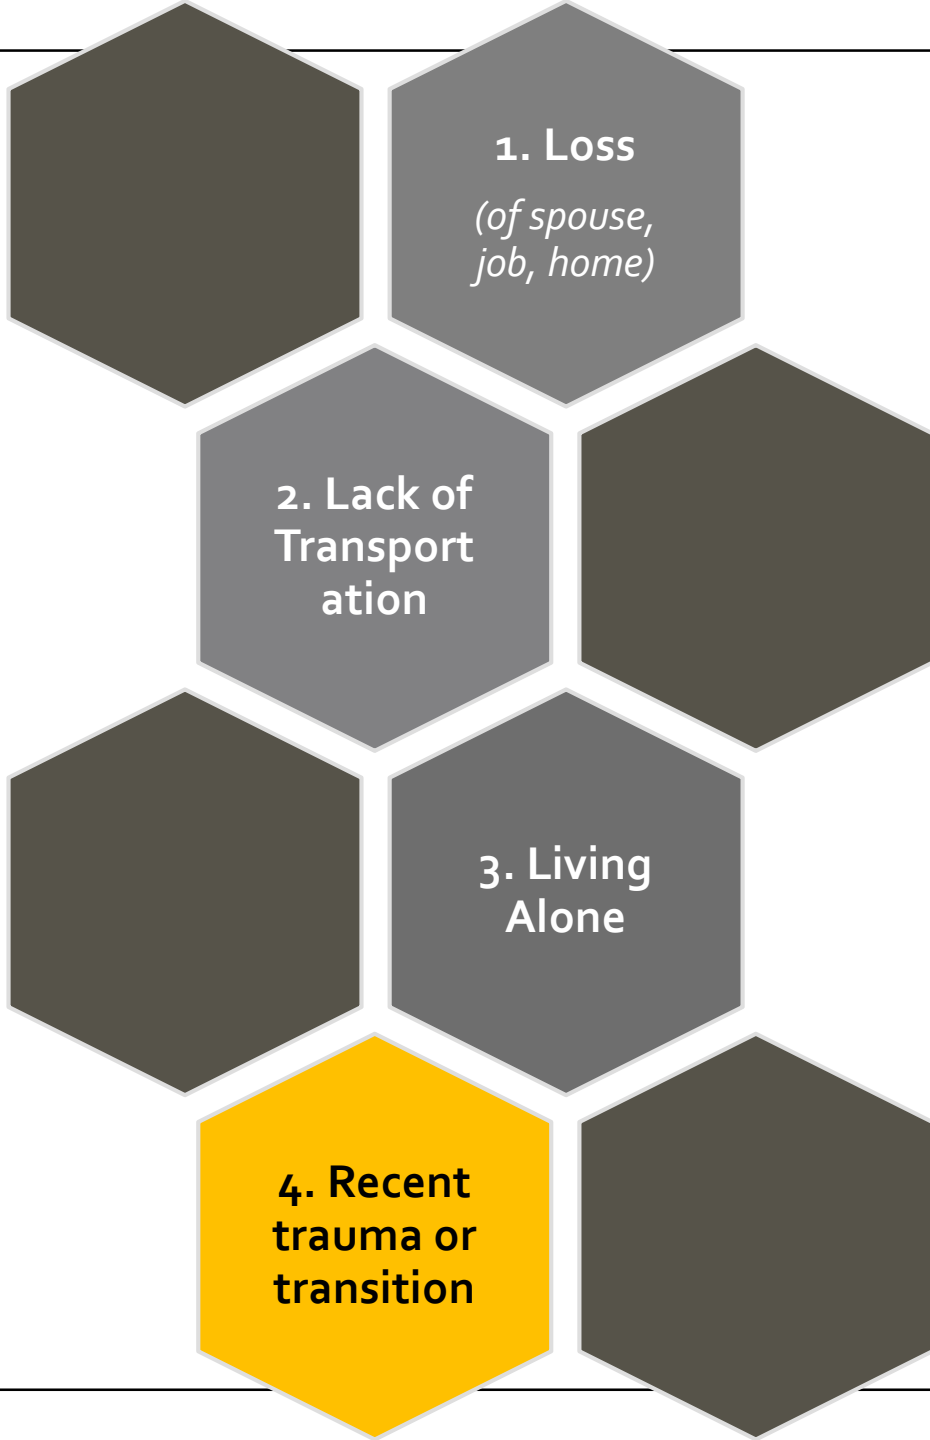 1. Loss
(of spouse,
job, home)
2. Lack of
Transport
ation
3. Living
Alone
4. Recent
trauma or
transition